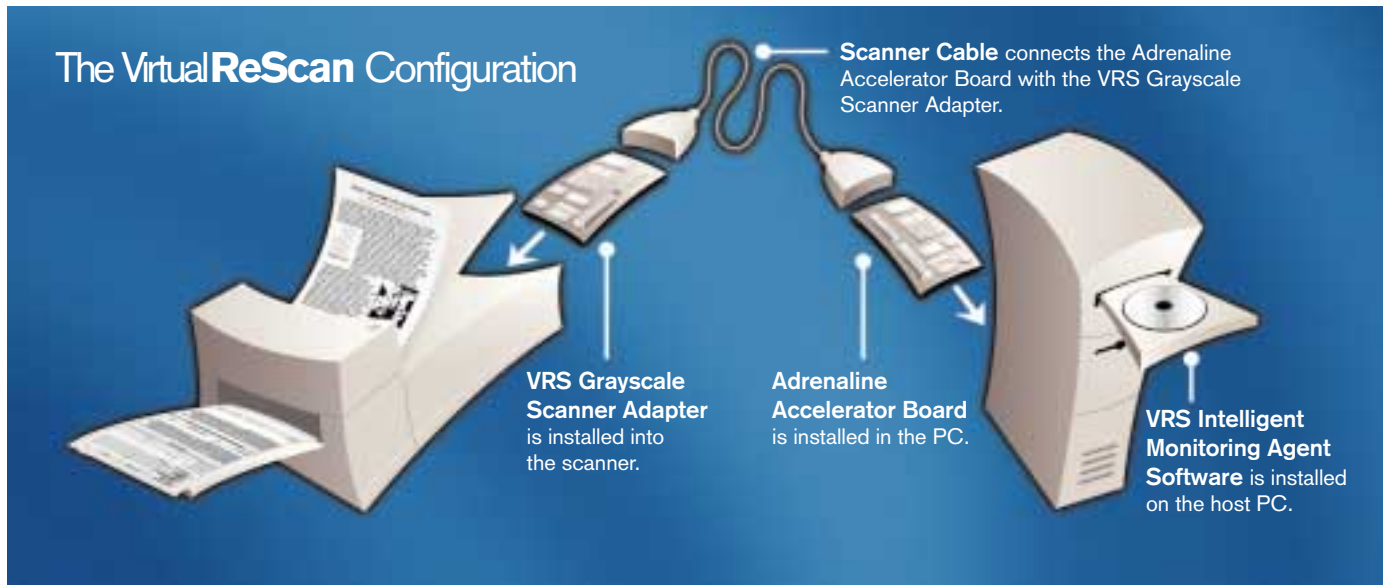 The VirtualReScan Configuration
Scanner Cable connects the Adrenaline
Accelerator Board with the VRS Grayscale
Scanner Adapter.
VRS Grayscale
Scanner Adapter
is installed into
the scanner.
Adrenaline
Accelerator Board
is installed in the PC.
VRS Intelligent
Monitoring Agent
Software is installed
on the host PC.